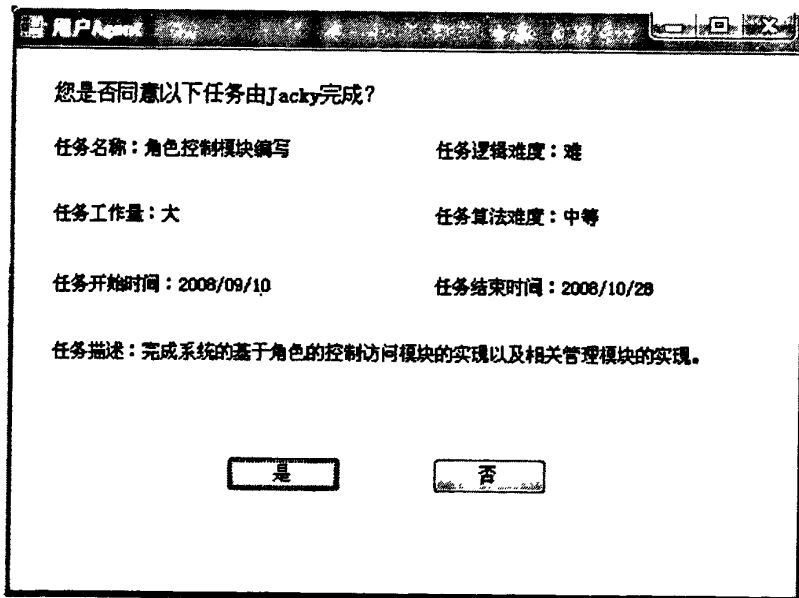 用户Agent
您是否同意以下任务由Jacky完成？
任务名称：角色控制模块编写 任务逻辑难度：难
任务工作量：大 任务算法难度：中等
任务开始时间：2008/09/10 任务结束时间：2008/10/28
任务描述：完成系统的基于角色的控制访问模块的实现以及相关管理模块的实现。
是 否